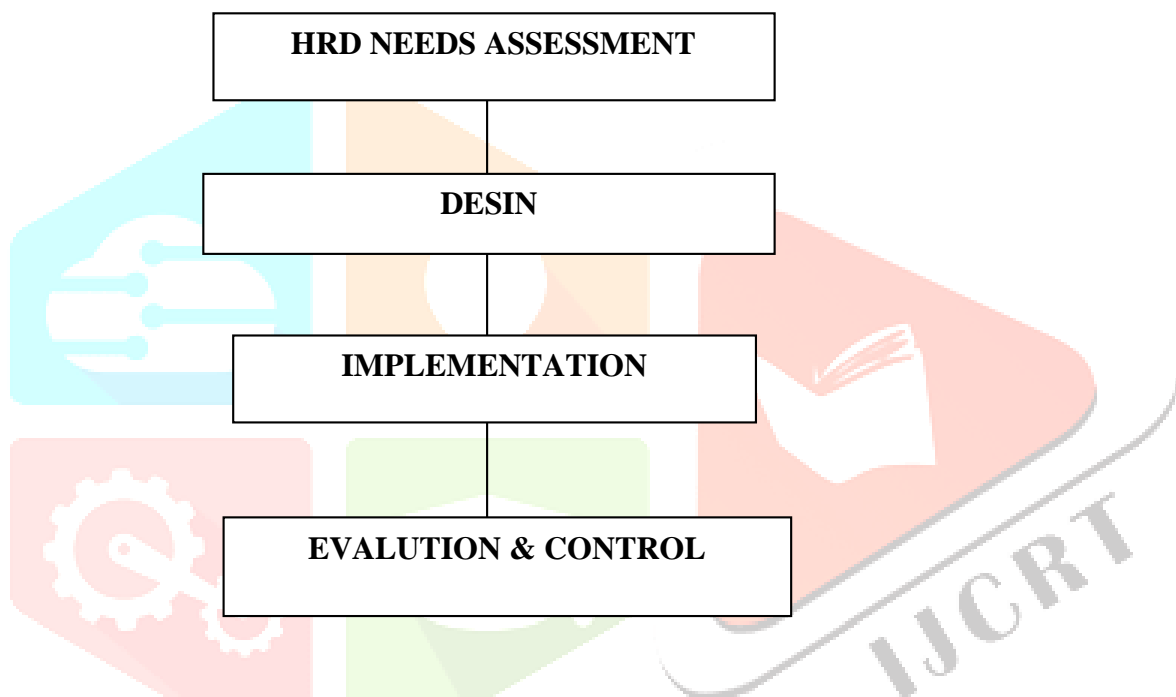 HRD NEEDS ASSESSMENT
DESIN
IMPLEMENTATION
EVALUTION & CONTROL
IJCRT